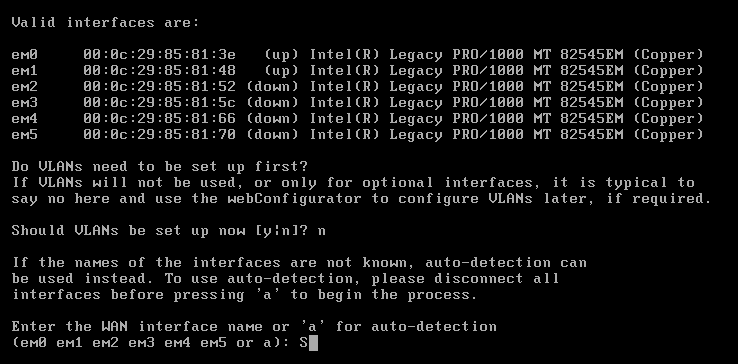 Valid interfaces are:
em0 00:0c:29:85:81:3e (up) Intel(R) Legacy PRO/1000 MT 82545EM (Copper)
em1 00:0c:29:85:81:48 (up) Intel(R) Legacy PRO/1000 MT 82545EM (Copper)
em2 00:0c:29:85:81:52 (down) Intel(R) Legacy PRO/1000 MT 82545EM (Copper)
em3 00:0c:29:85:81:5c (down) Intel(R) Legacy PRO/1000 MT 82545EM (Copper)
em4 00:0c:29:85:81:66 (down) Intel(R) Legacy PRO/1000 MT 82545EM (Copper)
em5 00:0c:29:85:81:70 (down) Intel(R) Legacy PRO/1000 MT 82545EM (Copper)
Do VLANs need to be set up first?
If VLANs will not be used, or only for optional interfaces, it is typical to
say no here and use the webConfigurator to configure VLANs later, if required.
Should VLANs be set up now [y|n]? n
If the names of the interfaces are not known, auto-detection can
be used instead. To use auto-detection, please disconnect all
interfaces before pressing 'a' to begin the process.
Enter the WAN interface name or 'a' for auto-detection
(em0 em1 em2 em3 em4 em5 or a): S